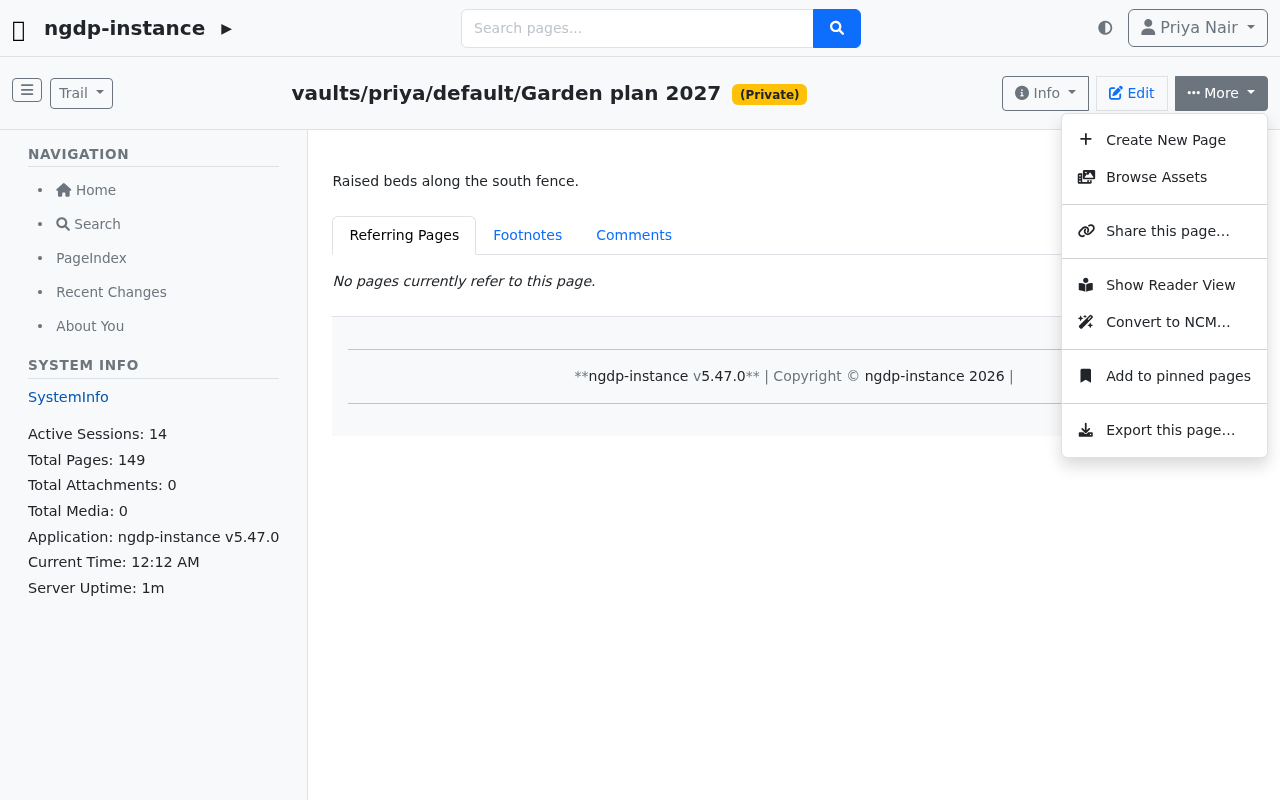 ngdp-instance ▶
Search pages...
Priya Nair
Trail
vaults/priya/default/Garden plan 2027 (Private)
Info
Edit
More
NAVIGATION
• Home
• Search
• PageIndex
• Recent Changes
• About You
SYSTEM INFO
SystemInfo
Active Sessions: 14
Total Pages: 149
Total Attachments: 0
Total Media: 0
Application: ngdp-instance v5.47.0
Current Time: 12:12 AM
Server Uptime: 1m
Raised beds along the south fence.
Referring Pages
Footnotes
Comments
No pages currently refer to this page.
**ngdp-instance v5.47.0** | Copyright © ngdp-instance 2026 |
Create New Page
Browse Assets
Share this page...
Show Reader View
Convert to NCM...
Add to pinned pages
Export this page...